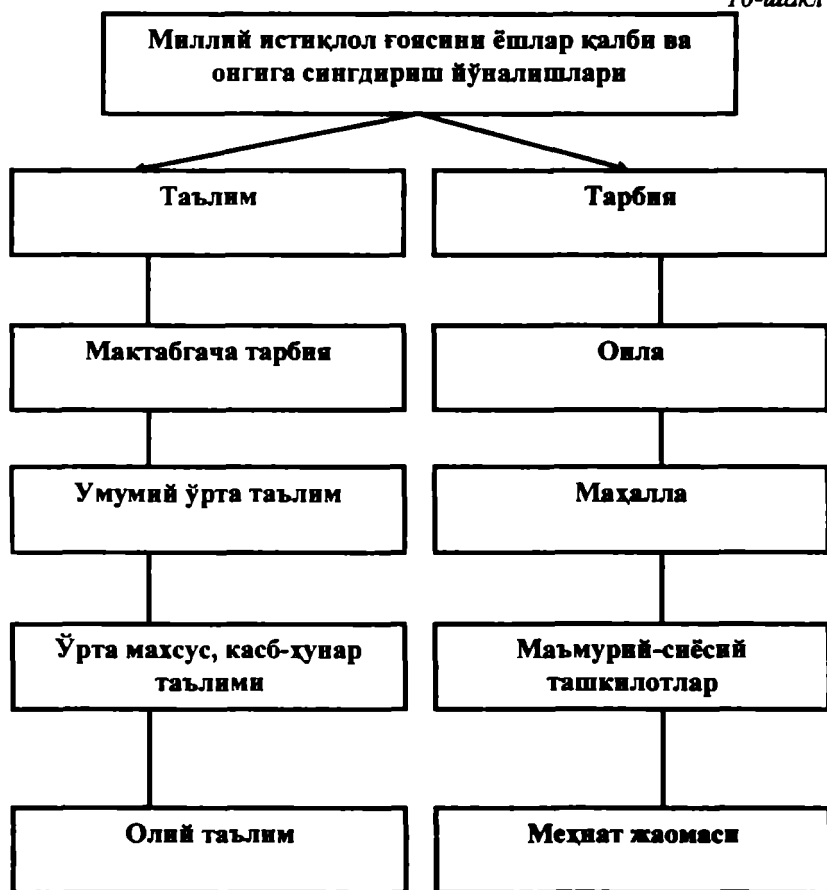 Миллий истиқлол ғоясини ёшлар қалби ва
онгига сингдириш йўналишлари
Таълим
Тарбия
Мактабгача тарбия
Оила
Умумий ўрта таълим
Маҳалла
Ўрта махсус, касб-ҳунар
таълими
Маъмурий-сиёсий
ташкилотлар
Олий таълим
Меҳнат жаомаси